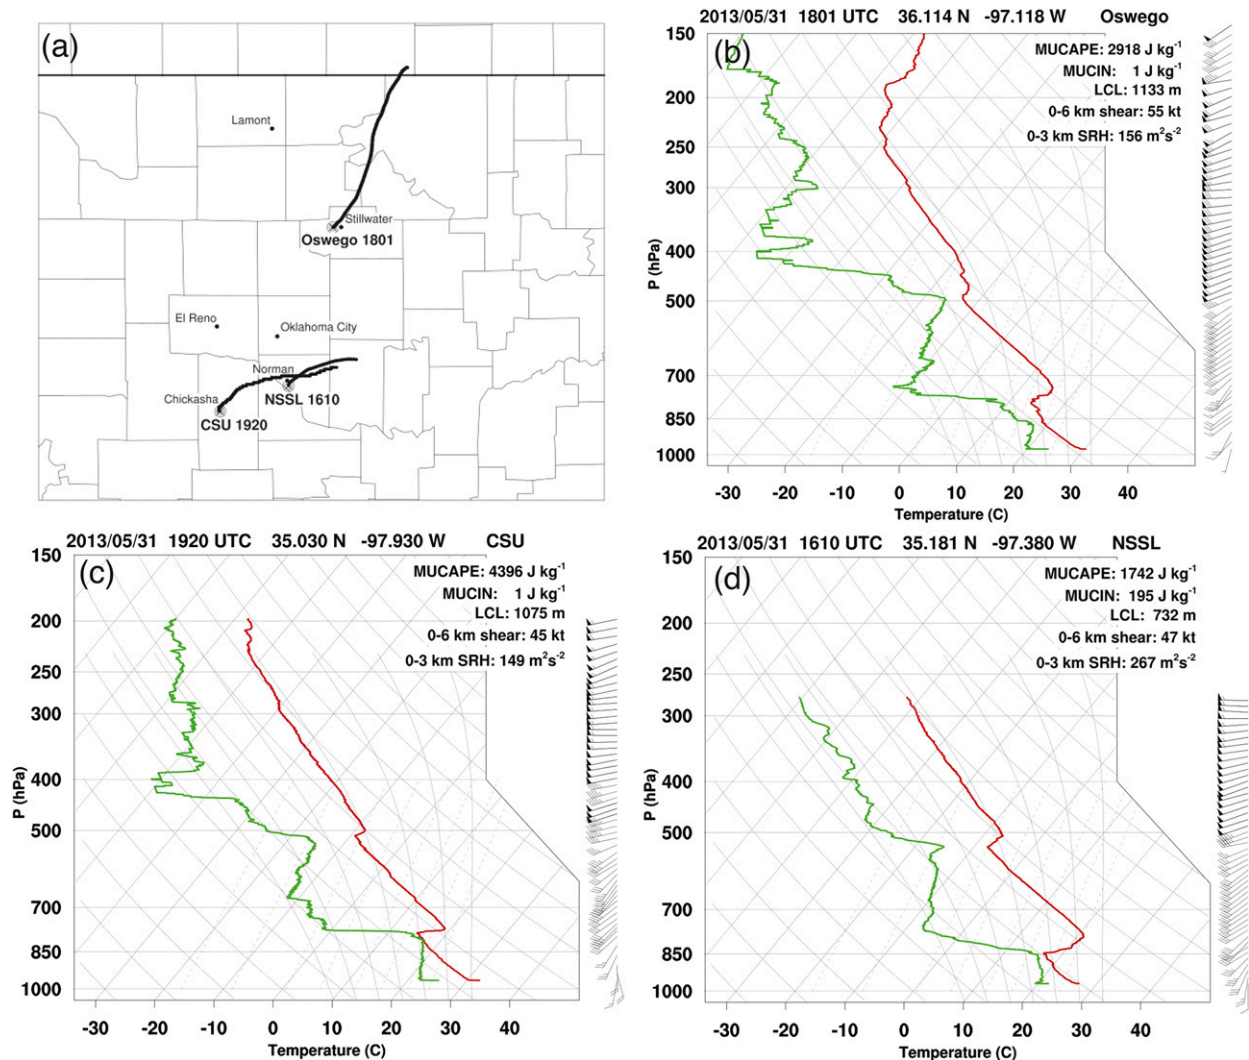 (a)
Lamont
Stillwater
Oswego 1801
El Reno
Oklahoma City
Norman
NSSL 1610
Chickasha
CSU 1920
2013/05/31 1801 UTC 36.114 N -97.118 W Oswego
(b)
MUCAPE: 2918 J kg⁻¹
MUCIN: 1 J kg⁻¹
LCL: 1133 m
0-6 km shear: 55 kt
0-3 km SRH: 156 m²s⁻²
150
200
250
300
400
500
700
850
1000
P (hPa)
-30 -20 -10 0 10 20 30 40
Temperature (C)
2013/05/31 1920 UTC 35.030 N -97.930 W CSU
(c)
MUCAPE: 4396 J kg⁻¹
MUCIN: 1 J kg⁻¹
LCL: 1075 m
0-6 km shear: 45 kt
0-3 km SRH: 149 m²s⁻²
150
200
250
300
400
500
700
850
1000
P (hPa)
-30 -20 -10 0 10 20 30 40
Temperature (C)
2013/05/31 1610 UTC 35.181 N -97.380 W NSSL
(d)
MUCAPE: 1742 J kg⁻¹
MUCIN: 195 J kg⁻¹
LCL: 732 m
0-6 km shear: 47 kt
0-3 km SRH: 267 m²s⁻²
150
200
250
300
400
500
700
850
1000
P (hPa)
-30 -20 -10 0 10 20 30 40
Temperature (C)